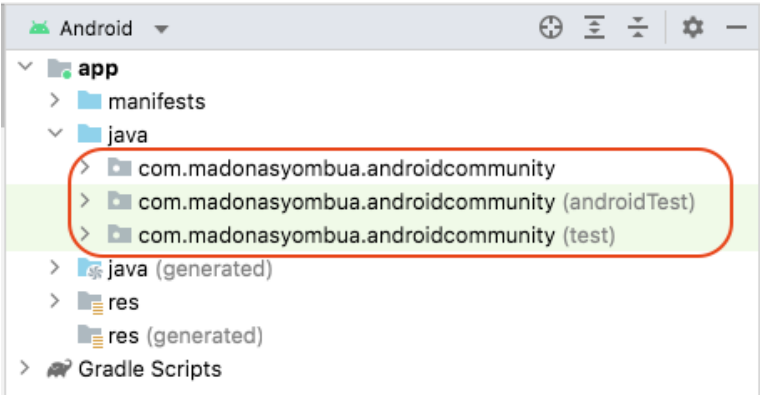 Android
app
manifests
java
com.madonasyombua.androidcommunity
com.madonasyombua.androidcommunity (androidTest)
com.madonasyombua.androidcommunity (test)
java (generated)
res
res (generated)
Gradle Scripts